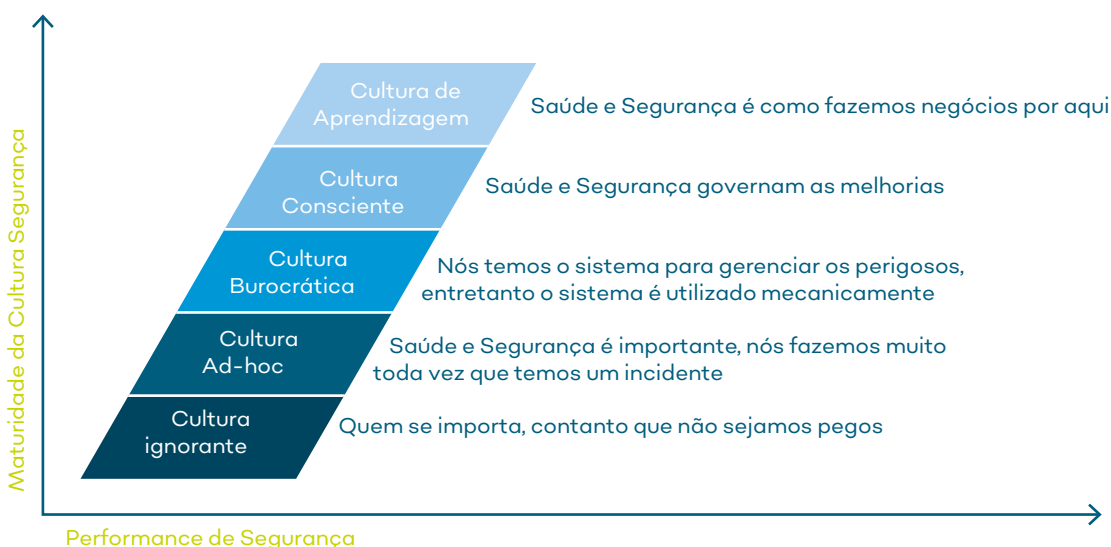 Maturidade da Cultura Segurança
Cultura de
Aprendizagem
Saúde e Segurança é como fazemos negócios por aqui
Cultura
Consciente
Saúde e Segurança governam as melhorias
Cultura
Burocrática
Nós temos o sistema para gerenciar os perigosos,
entretanto o sistema é utilizado mecanicamente
Cultura
Ad-hoc
Saúde e Segurança é importante, nós fazemos muito
toda vez que temos um incidente
Cultura
ignorante
Quem se importa, contanto que não sejamos pegos
Performance de Segurança